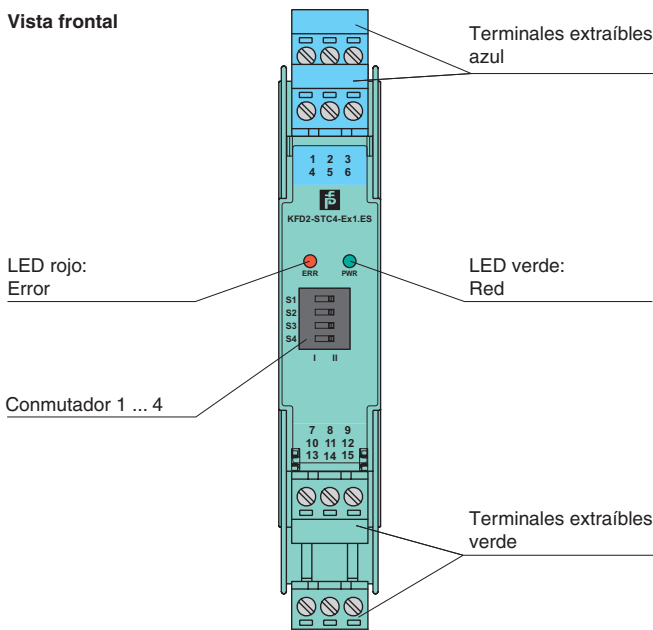 Vista frontal
Terminales extraíbles
azul
1 2 3
4 5 6
KFD2-STC4-Ex1.ES
LED rojo:
Error
LED verde:
Red
ERR
PWR
S1
S2
S3
S4
I II
Conmutador 1 ... 4
7 8 9
10 11 12
13 14 15
Terminales extraíbles
verde